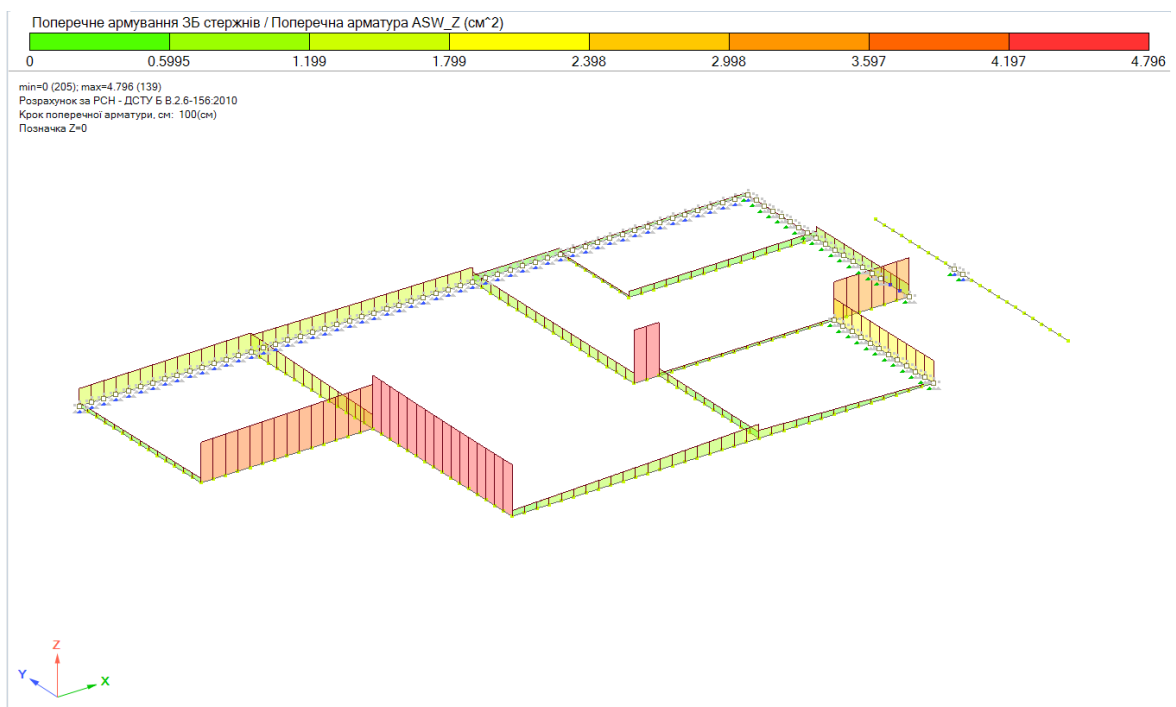 Поперечне армування ЗБ стержнів / Поперечна арматура ASW_Z (см^2)
0 0.5995 1.199 1.799 2.398 2.998 3.597 4.197 4.796
min=0 (205); max=4.796 (139)
Розрахунок за РСН - ДСТУ Б В.2.6-156:2010
Крок поперечної арматури, см: 100(см)
Позначка Z=0
Z
Y
X